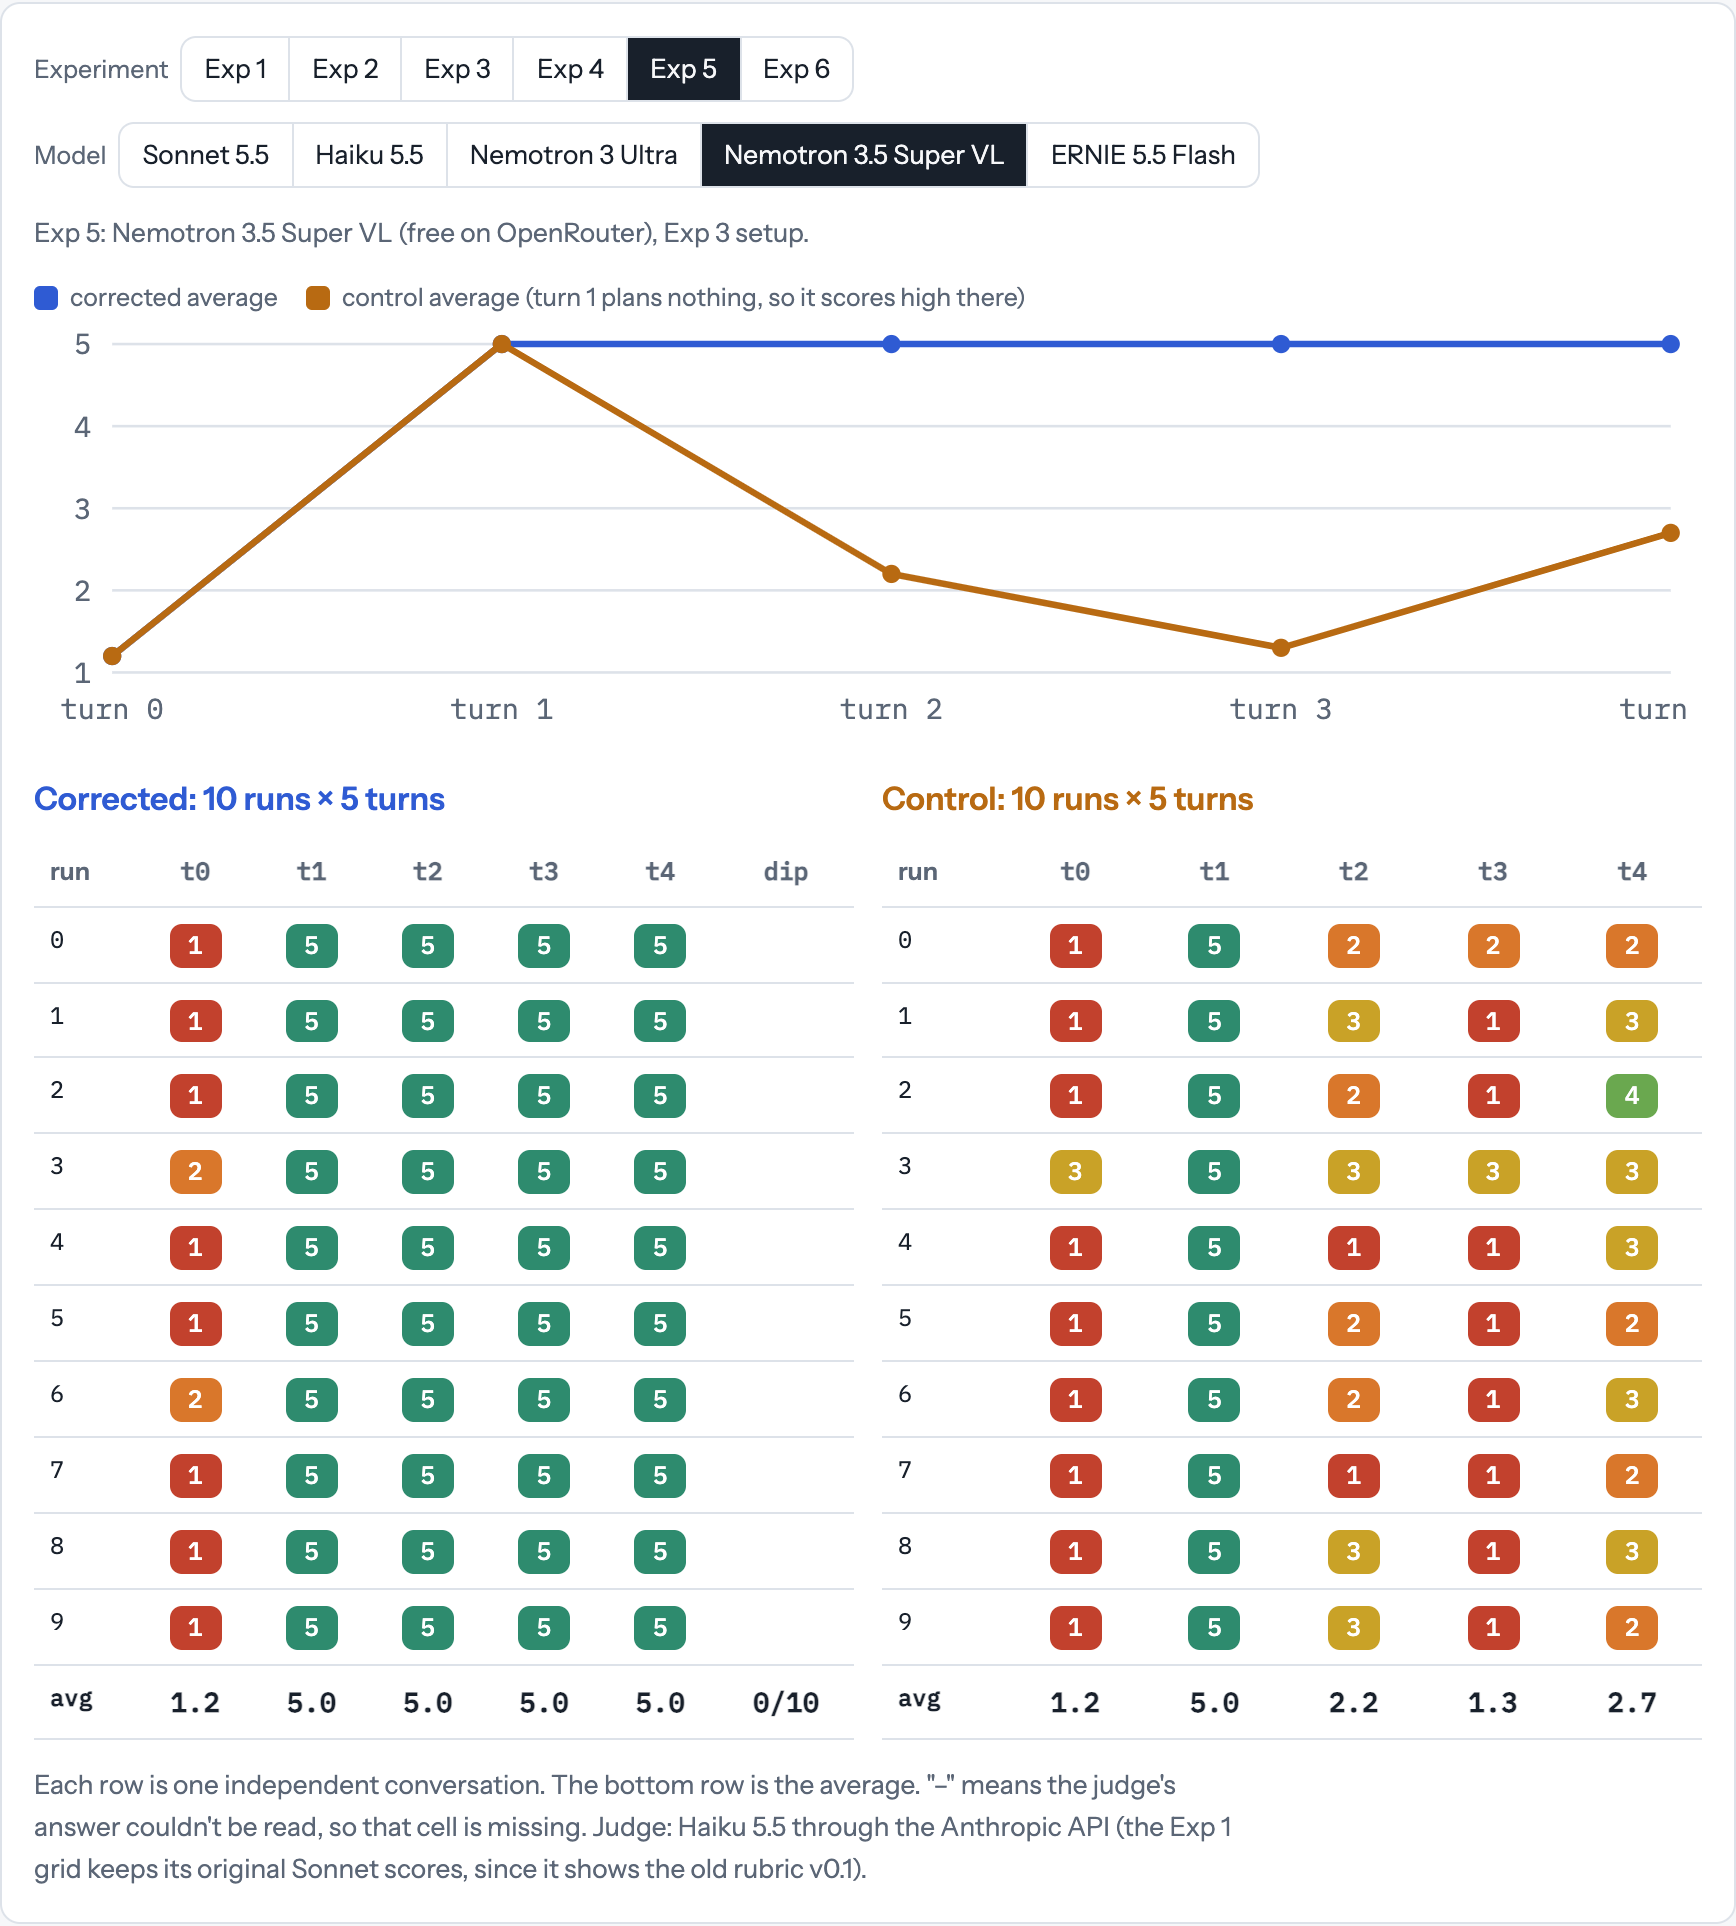 Experiment Exp 1 Exp 2 Exp 3 Exp 4 Exp 5 Exp 6
Model Sonnet 5.5 Haiku 5.5 Nemotron 3 Ultra Nemotron 3.5 Super VL ERNIE 5.5 Flash
Exp 5: Nemotron 3.5 Super VL (free on OpenRouter), Exp 3 setup.
corrected average control average (turn 1 plans nothing, so it scores high there)
5
4
3
2
1
turn 0 turn 1 turn 2 turn 3 turn
Corrected: 10 runs × 5 turns
run t0 t1 t2 t3 t4 dip
0 1 5 5 5 5
1 1 5 5 5 5
2 1 5 5 5 5
3 2 5 5 5 5
4 1 5 5 5 5
5 1 5 5 5 5
6 2 5 5 5 5
7 1 5 5 5 5
8 1 5 5 5 5
9 1 5 5 5 5
avg 1.2 5.0 5.0 5.0 5.0 0/10
Control: 10 runs × 5 turns
run t0 t1 t2 t3 t4
0 1 5 2 2 2
1 1 5 3 1 3
2 1 5 2 1 4
3 3 5 3 3 3
4 1 5 1 1 3
5 1 5 2 1 2
6 1 5 2 1 3
7 1 5 1 1 2
8 1 5 3 1 3
9 1 5 3 1 2
avg 1.2 5.0 2.2 1.3 2.7
Each row is one independent conversation. The bottom row is the average. "–" means the judge's
answer couldn't be read, so that cell is missing. Judge: Haiku 5.5 through the Anthropic API (the Exp 1
grid keeps its original Sonnet scores, since it shows the old rubric v0.1).